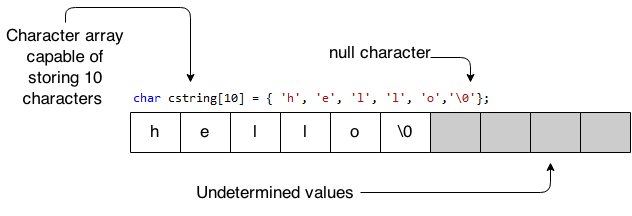 Character array
capable of
storing 10
characters
null character
char cstring[10] = { 'h', 'e', 'l', 'l', 'o','\0'};
h e l l o \0
Undetermined values